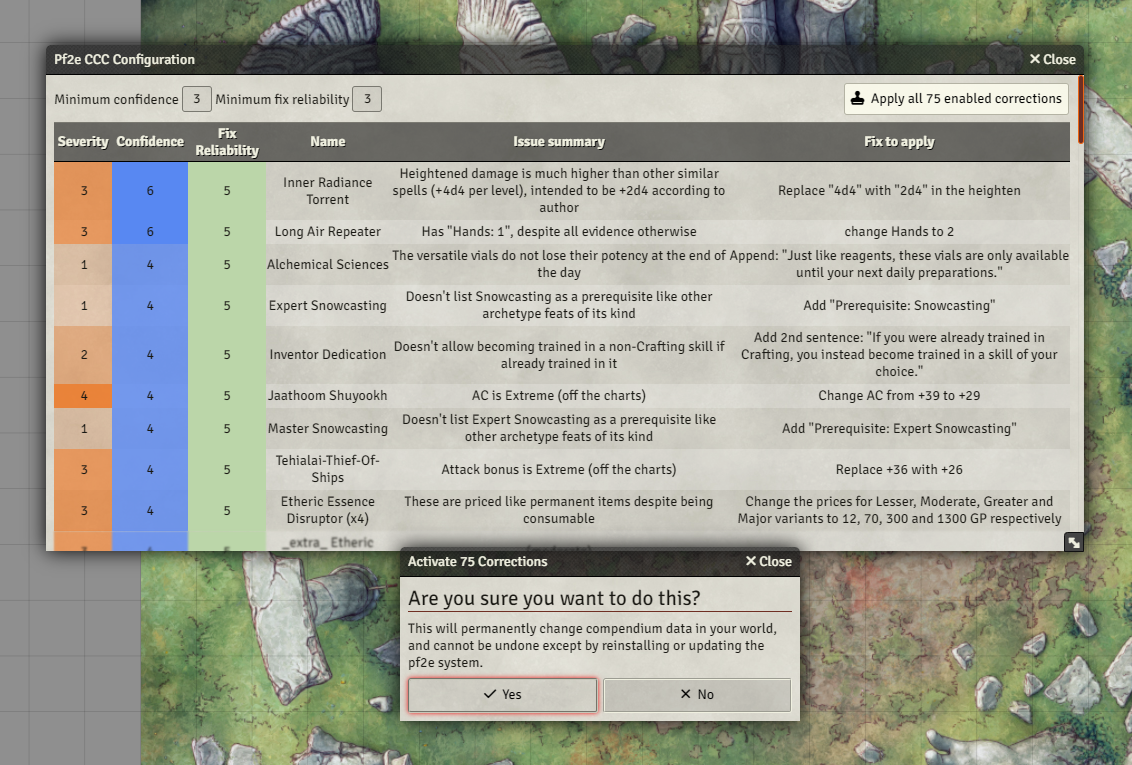 Pf2e CCC Configuration
Close
Minimum confidence 3 Minimum fix reliability 3
Apply all 75 enabled corrections
Severity Confidence Fix Reliability Name Issue summary Fix to apply
3 6 5 Inner Radiance Torrent Heightened damage is much higher than other similar spells (+4d4 per level), intended to be +2d4 according to author Replace "4d4" with "2d4" in the heighten
3 6 5 Long Air Repeater Has "Hands: 1", despite all evidence otherwise change Hands to 2
1 4 5 Alchemical Sciences The versatile vials do not lose their potency at the end of the day Append: "Just like reagents, these vials are only available until your next daily preparations."
1 4 5 Expert Snowcasting Doesn't list Snowcasting as a prerequisite like other archetype feats of its kind Add "Prerequisite: Snowcasting"
2 4 5 Inventor Dedication Doesn't allow becoming trained in a non-Crafting skill if already trained in it Add 2nd sentence: "If you were already trained in Crafting, you instead become trained in a skill of your choice."
4 4 5 Jaathoom Shuyookh AC is Extreme (off the charts) Change AC from +39 to +29
1 4 5 Master Snowcasting Doesn't list Expert Snowcasting as a prerequisite like other archetype feats of its kind Add "Prerequisite: Expert Snowcasting"
3 4 5 Tehialai-Thief-Of-Ships Attack bonus is Extreme (off the charts) Replace +36 with +26
3 4 5 Etheric Essence Disruptor (x4) These are priced like permanent items despite being consumable Change the prices for Lesser, Moderate, Greater and Major variants to 12, 70, 300 and 1300 GP respectively
_extra_ Etheric
Activate 75 Corrections
Close
Are you sure you want to do this?
This will permanently change compendium data in your world,
and cannot be undone except by reinstalling or updating the
pf2e system.
Yes
No